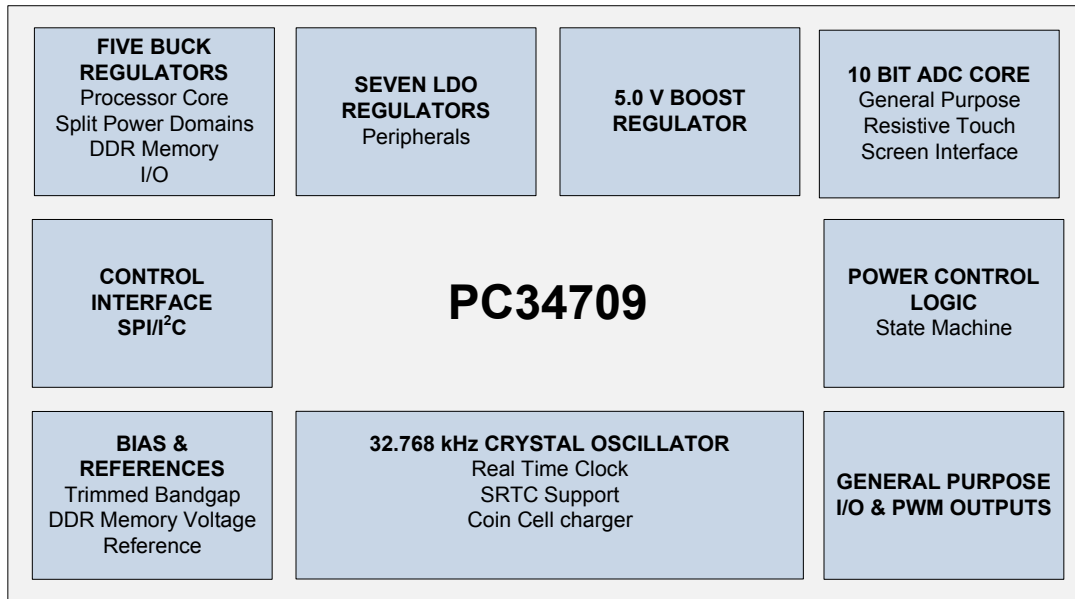 FIVE BUCK
REGULATORS
Processor Core
Split Power Domains
DDR Memory
I/O
SEVEN LDO
REGULATORS
Peripherals
5.0 V BOOST
REGULATOR
10 BIT ADC CORE
General Purpose
Resistive Touch
Screen Interface
CONTROL
INTERFACE
SPI/I²C
PC34709
POWER CONTROL
LOGIC
State Machine
BIAS &
REFERENCES
Trimmed Bandgap
DDR Memory Voltage
Reference
32.768 kHz CRYSTAL OSCILLATOR
Real Time Clock
SRTC Support
Coin Cell charger
GENERAL PURPOSE
I/O & PWM OUTPUTS